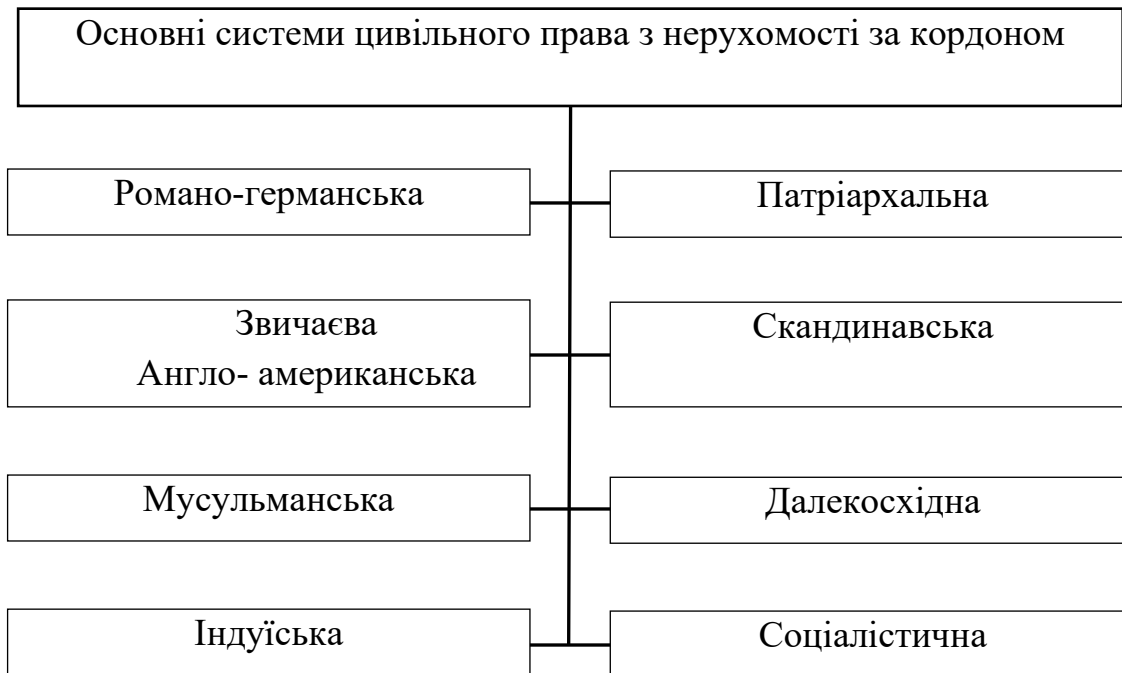 Основні системи цивільного права з нерухомості за кордоном
Романо-германська
Патріархальна
Звичаєва
Англо- американська
Скандинавська
Мусульманська
Далекосхідна
Індуїська
Соціалістична